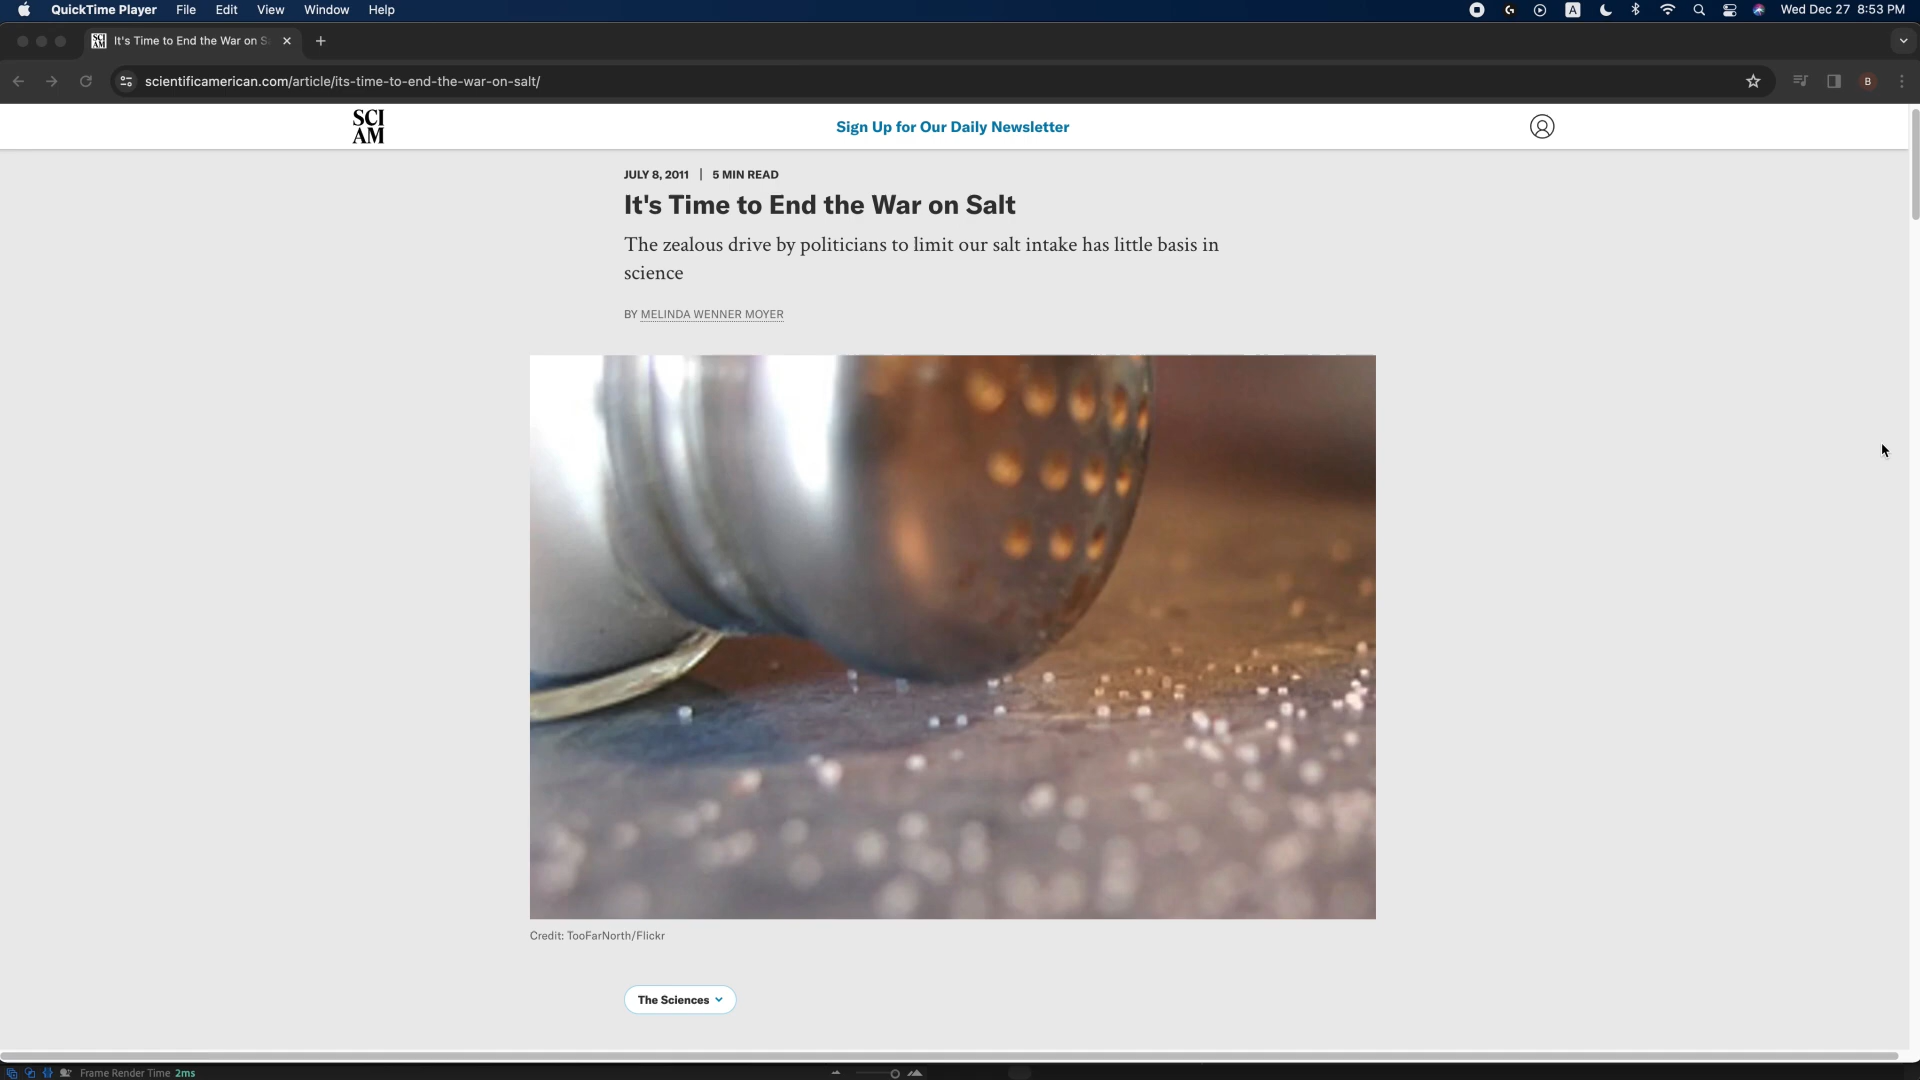 QuickTime Player File Edit View Window Help
Wed Dec 27 8:53 PM
It's Time to End the War on S
scientificamerican.com/article/its-time-to-end-the-war-on-salt/
B
SCI
AM
Sign Up for Our Daily Newsletter
JULY 8, 2011 | 5 MIN READ
It's Time to End the War on Salt
The zealous drive by politicians to limit our salt intake has little basis in
science
BY MELINDA WENNER MOYER
Credit: TooFarNorth/Flickr
The Sciences
Frame Render Time 2ms